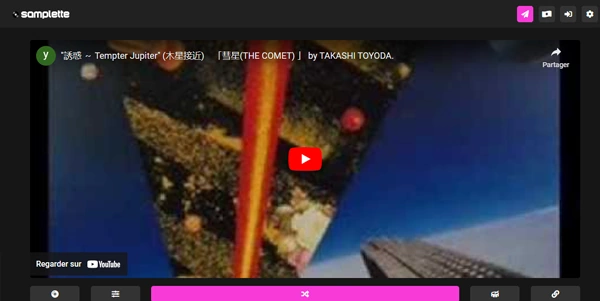 samplette
y
"誘惑 ～ Tempter Jupiter" (木星接近) 「彗星(THE COMET) 」 by TAKASHI TOYODA.
Partager
Regarder sur YouTube